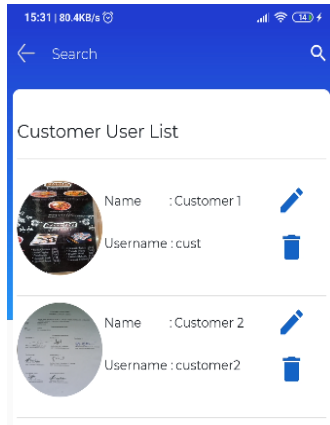 15:31 | 80.4KB/s
14
Search
Customer User List
Name : Customer 1
Username : cust
Name : Customer 2
Username : customer2